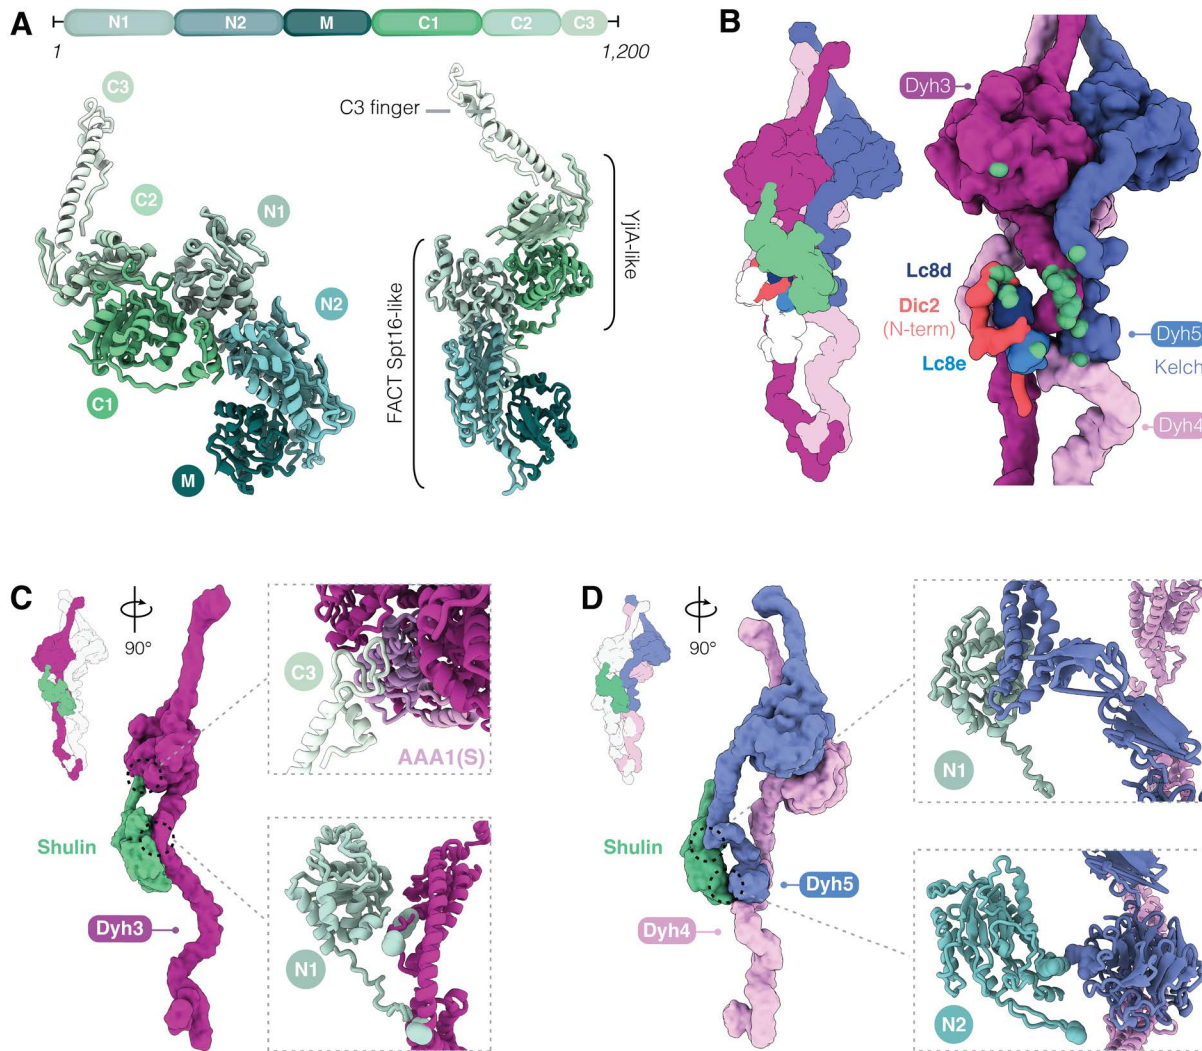 A
N1 N2 M C1 C2 C3
1 1,200
C3
C3 finger
C2
N1
N2
C1
M
FACT Spt16-like
YjiA-like
B
Dyh3
Lc8d
Dic2
(N-term)
Lc8e
Dyh5
Kelch
Dyh4
C
90°
C3
AAA1(S)
Shulin
Dyh3
N1
D
90°
N1
Shulin
Dyh5
Dyh4
N2